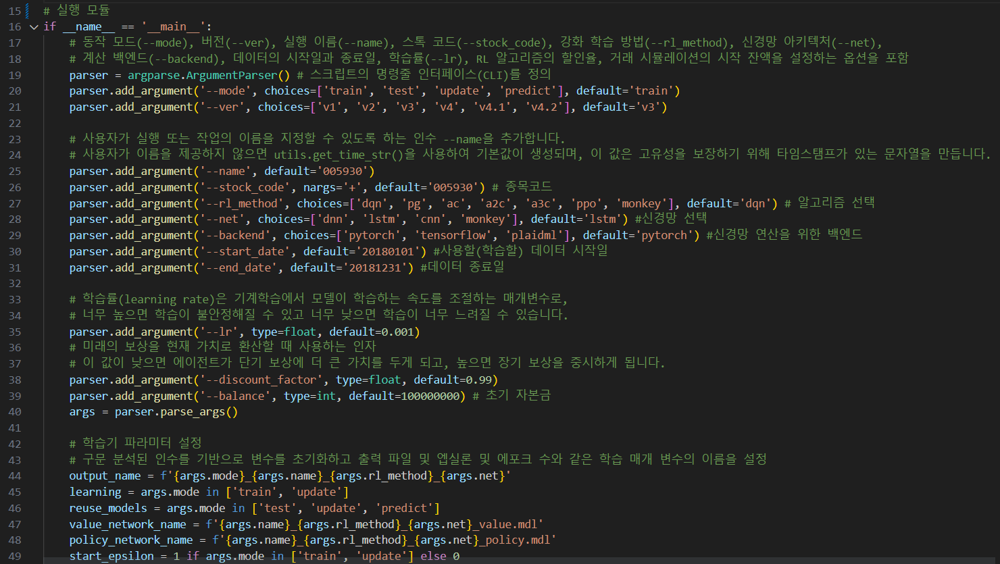 15 # 실행 모듈
16 if __name__ == '__main__':
17 # 동작 모드(--mode), 버전(--ver), 실행 이름(--name), 스톡 코드(--stock_code), 강화 학습 방법(--rl_method), 신경망 아키텍처(--net),
18 # 계산 백엔드(--backend), 데이터의 시작일과 종료일, 학습률(--lr), RL 알고리즘의 할인율, 거래 시뮬레이션의 시작 잔액을 설정하는 옵션을 포함
19 parser = argparse.ArgumentParser() # 스크립트의 명령줄 인터페이스(CLI)를 정의
20 parser.add_argument('--mode', choices=['train', 'test', 'update', 'predict'], default='train')
21 parser.add_argument('--ver', choices=['v1', 'v2', 'v3', 'v4', 'v4.1', 'v4.2'], default='v3')
22
23 # 사용자가 실행 또는 작업의 이름을 지정할 수 있도록 하는 인수 --name을 추가합니다.
24 # 사용자가 이름을 제공하지 않으면 utils.get_time_str()을 사용하여 기본값이 생성되며, 이 값은 고유성을 보장하기 위해 타임스탬프가 있는 문자열을 만듭니다.
25 parser.add_argument('--name', default='005930')
26 parser.add_argument('--stock_code', nargs='+', default='005930') # 종목코드
27 parser.add_argument('--rl_method', choices=['dqn', 'pg', 'ac', 'a2c', 'a3c', 'ppo', 'monkey'], default='dqn') # 알고리즘 선택
28 parser.add_argument('--net', choices=['dnn', 'lstm', 'cnn', 'monkey'], default='lstm') #신경망 선택
29 parser.add_argument('--backend', choices=['pytorch', 'tensorflow', 'plaidml'], default='pytorch') #신경망 연산을 위한 백엔드
30 parser.add_argument('--start_date', default='20180101') #사용할(학습할) 데이터 시작일
31 parser.add_argument('--end_date', default='20181231') #데이터 종료일
32
33 # 학습률(learning rate)은 기계학습에서 모델이 학습하는 속도를 조절하는 매개변수로,
34 # 너무 높으면 학습이 불안정해질 수 있고 너무 낮으면 학습이 너무 느려질 수 있습니다.
35 parser.add_argument('--lr', type=float, default=0.001)
36 # 미래의 보상을 현재 가치로 환산할 때 사용하는 인자
37 # 이 값이 낮으면 에이전트가 단기 보상에 더 큰 가치를 두게 되고, 높으면 장기 보상을 중시하게 됩니다.
38 parser.add_argument('--discount_factor', type=float, default=0.99)
39 parser.add_argument('--balance', type=int, default=100000000) # 초기 자본금
40 args = parser.parse_args()
41
42 # 학습기 파라미터 설정
43 # 구문 분석된 인수를 기반으로 변수를 초기화하고 출력 파일 및 엡실론 및 에포크 수와 같은 학습 매개 변수의 이름을 설정
44 output_name = f'{args.mode}_{args.name}_{args.rl_method}_{args.net}'
45 learning = args.mode in ['train', 'update']
46 reuse_models = args.mode in ['test', 'update', 'predict']
47 value_network_name = f'{args.name}_{args.rl_method}_{args.net}_value.mdl'
48 policy_network_name = f'{args.name}_{args.rl_method}_{args.net}_policy.mdl'
49 start_epsilon = 1 if args.mode in ['train', 'update'] else 0